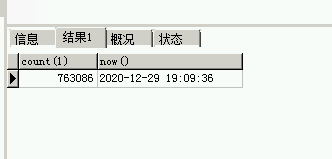 信息 结果1 概况 状态
count(1) now()
763086 2020-12-29 19:09:36